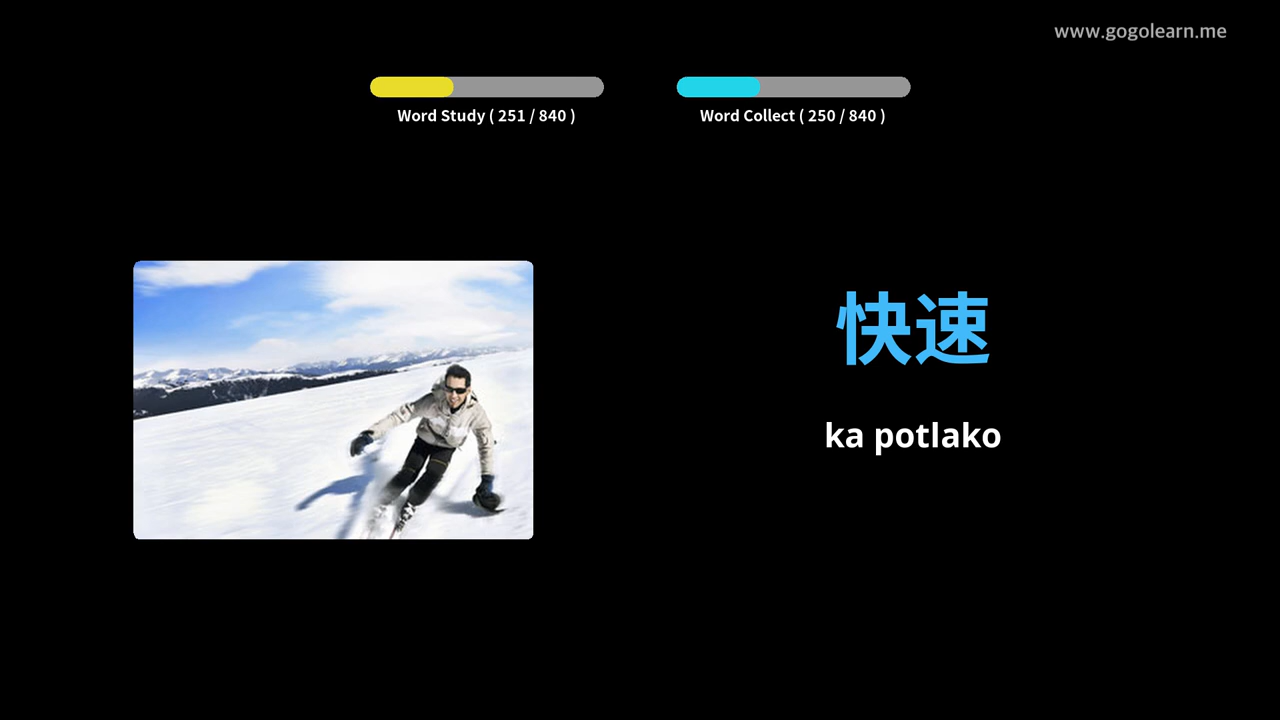 www.gogolearn.me
Word Study ( 251 / 840 )
Word Collect ( 250 / 840 )
快速
ka potlako